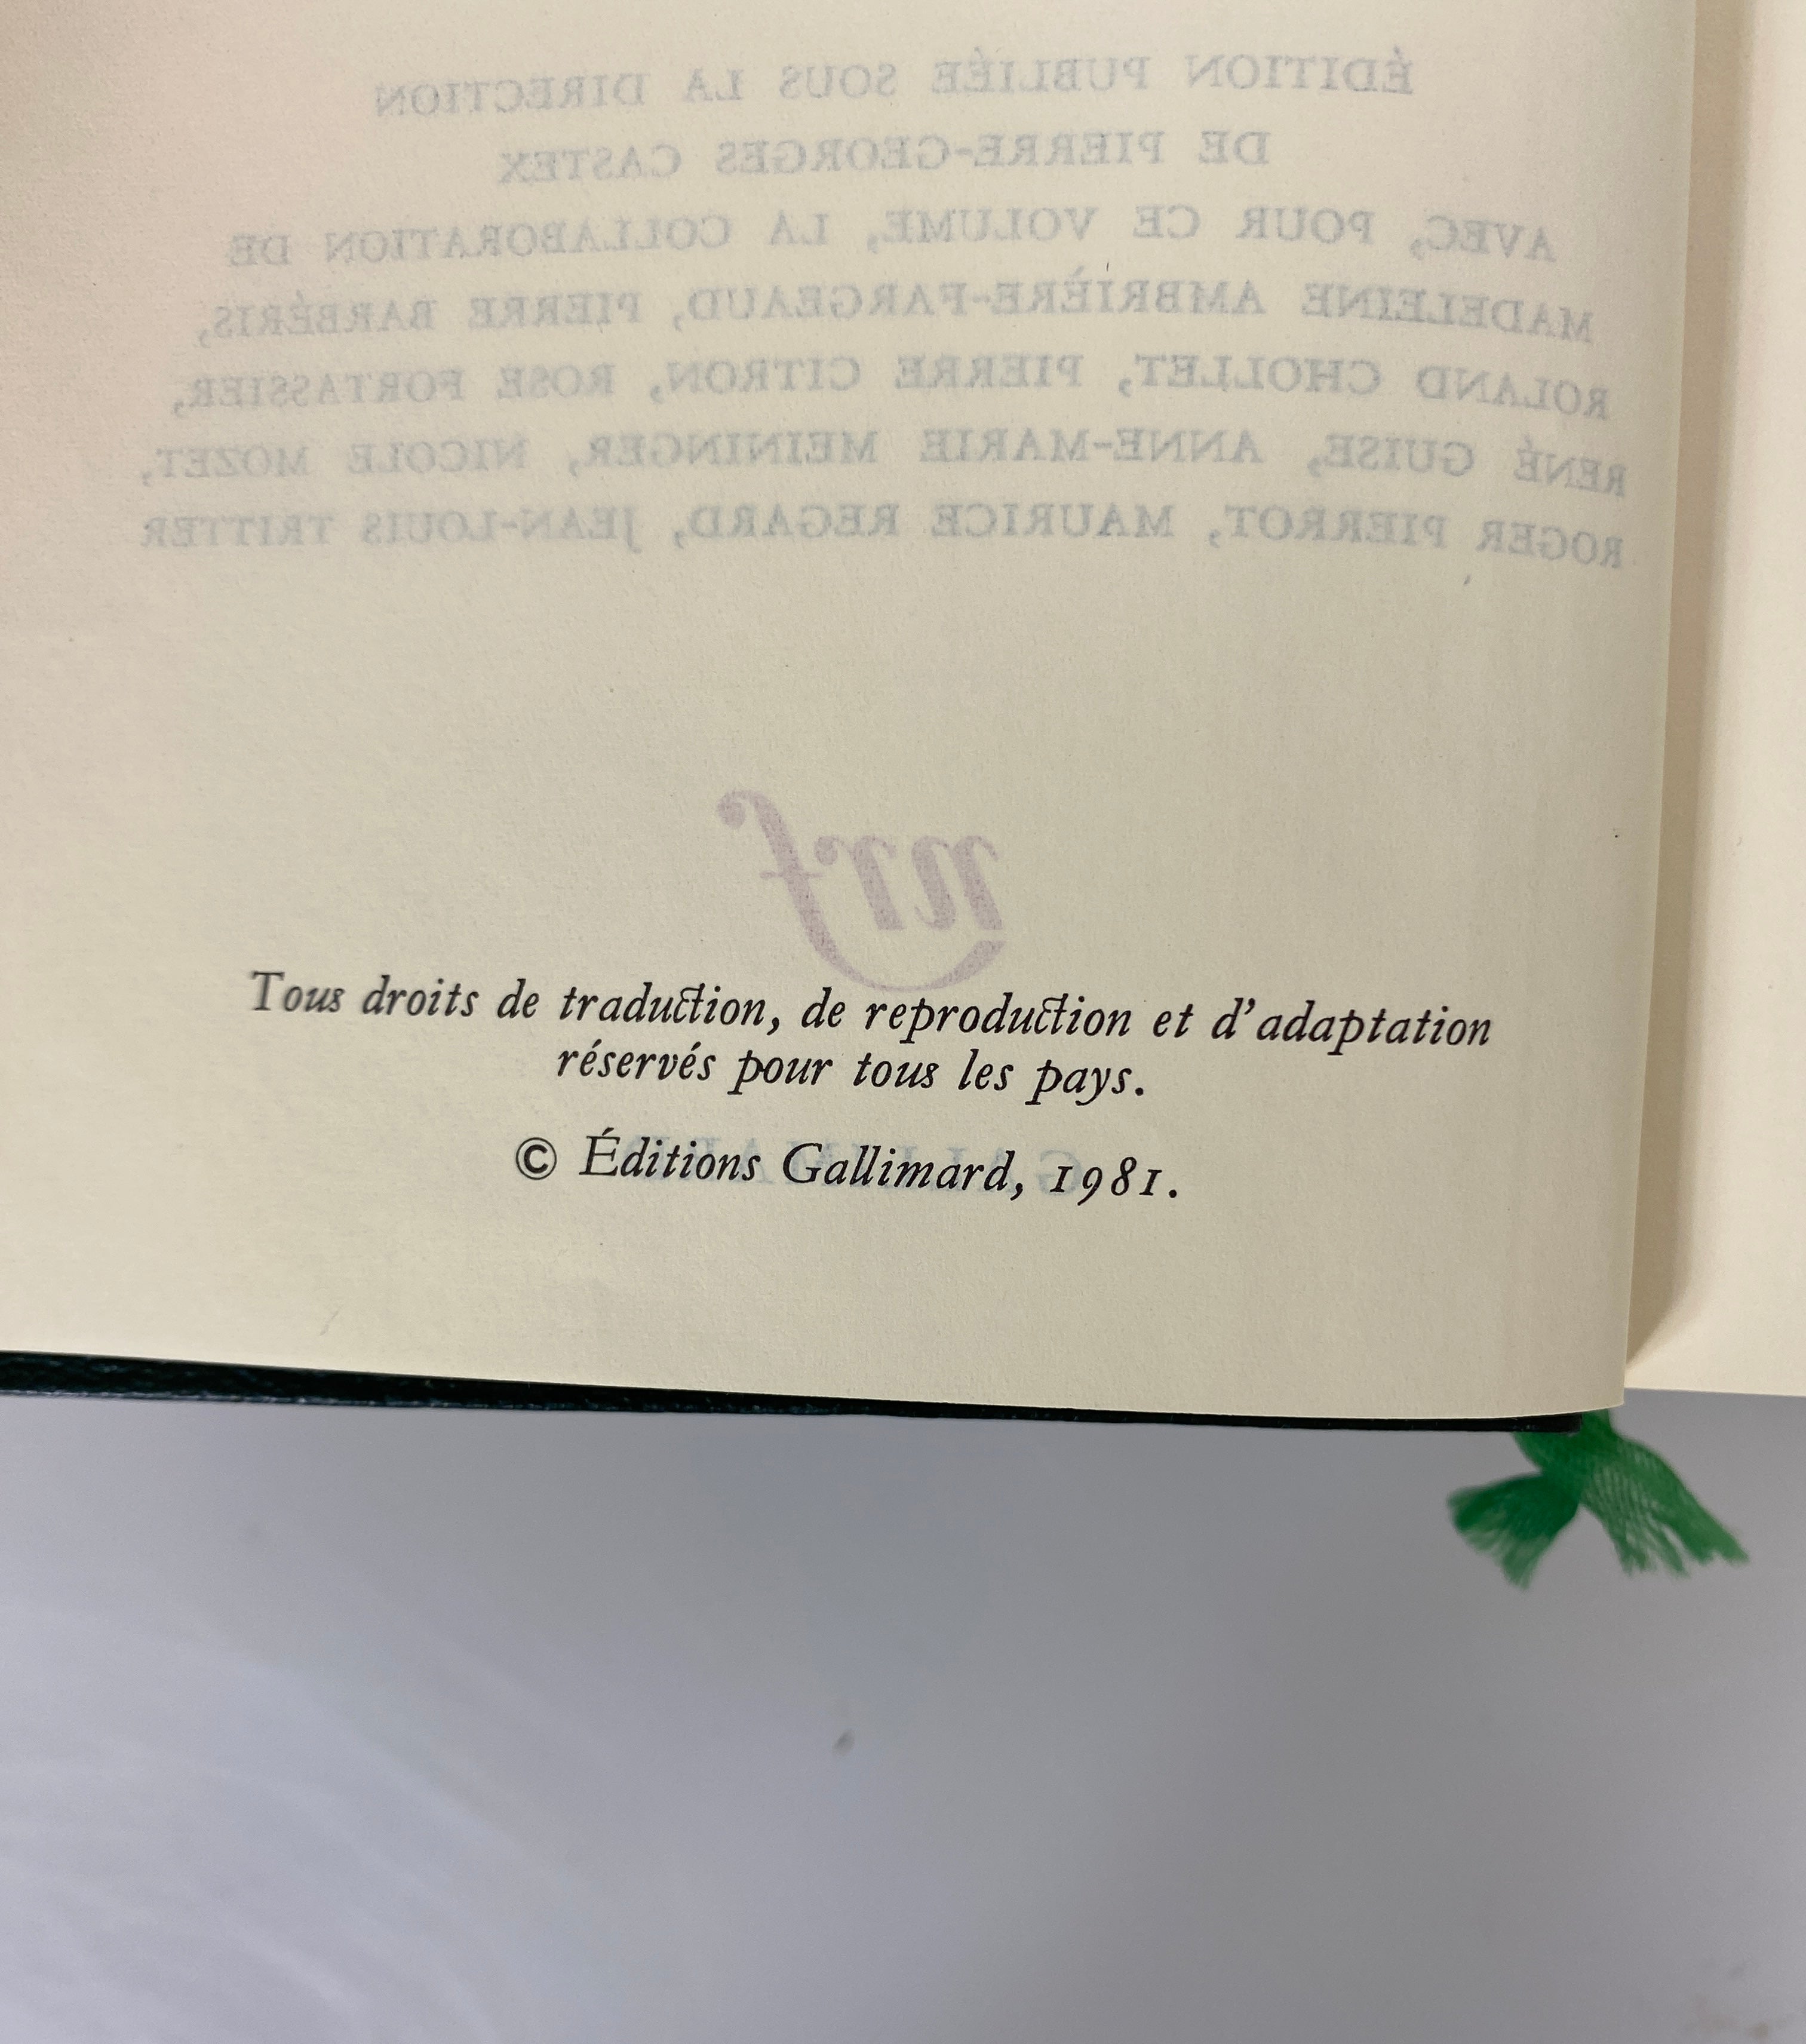 ÉDITION PUBLIÉE SOUS LA DIRECTION
DE PIERRE-GEORGES CASTEX
AVEC, POUR CE VOLUME, LA COLLABORATION DE
MADELEINE AMBRIÈRE-FARGEAUD, PIERRE BARBÉRIS,
ROLAND CHOLLET, PIERRE CITRON, ROSE FORTASSIER,
RENÉ GUISE, ANNE-MARIE MEININGER, NICOLE MOZET,
ROGER PIERROT, MAURICE REGARD, JEAN-LOUIS TRITTER
nrf
Tous droits de traduction, de reproduction et d'adaptation
réservés pour tous les pays.
© Éditions Gallimard, 1981.